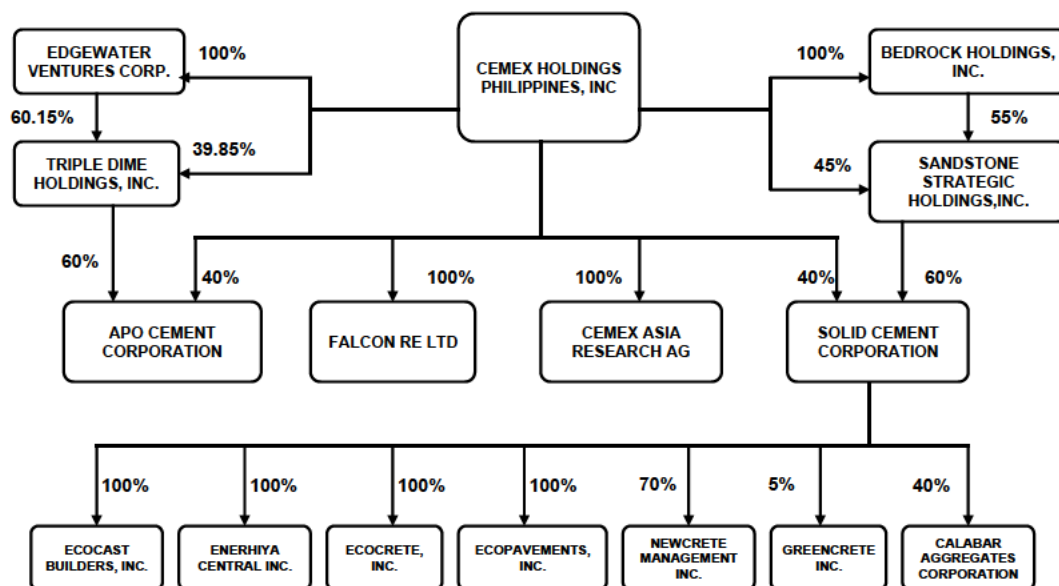 EDGEWATER
VENTURES CORP.
100%
CEMEX HOLDINGS
PHILIPPINES, INC
100%
BEDROCK HOLDINGS,
INC.
60.15%
55%
39.85%
TRIPLE DIME
HOLDINGS, INC.
45%
SANDSTONE
STRATEGIC
HOLDINGS,INC.
60%
40%
100%
100%
40%
60%
APO CEMENT
CORPORATION
FALCON RE LTD
CEMEX ASIA
RESEARCH AG
SOLID CEMENT
CORPORATION
100%
100%
100%
100%
70%
5%
40%
ECOCAST
BUILDERS, INC.
ENERHIYA
CENTRAL INC.
ECOCRETE,
INC.
ECOPAVEMENTS,
INC.
NEWCRETE
MANAGEMENT
INC.
GREENCRETE
INC.
CALABAR
AGGREGATES
CORPORATION